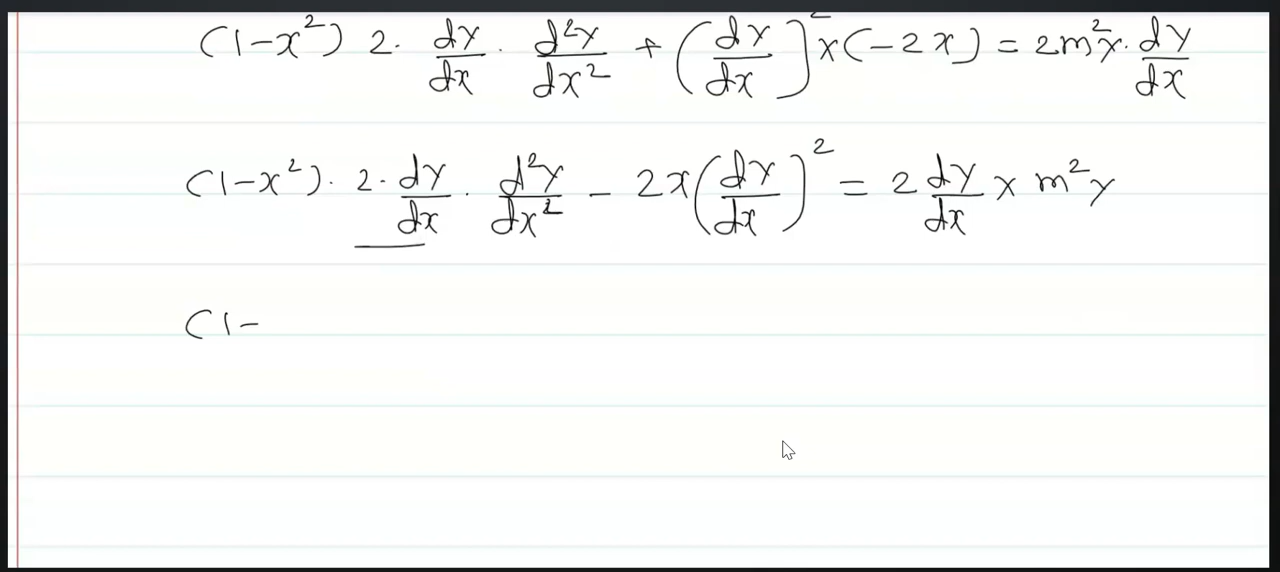 (1-x²) 2. dy/dx . d²y/dx² + (dy/dx)² x(-2x) = 2m²y. dy/dx
(1-x²). 2. dy/dx . d²y/dx² - 2x(dy/dx)² = 2 dy/dx x m²y
(1-